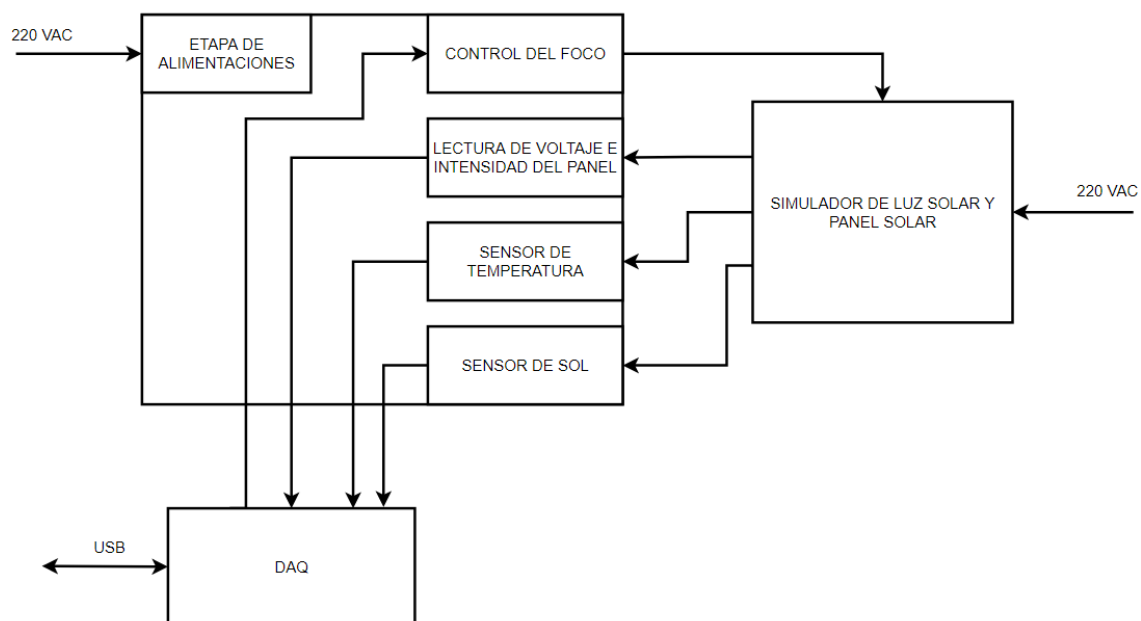 220 VAC
ETAPA DE
ALIMENTACIONES
CONTROL DEL FOCO
LECTURA DE VOLTAJE E
INTENSIDAD DEL PANEL
SIMULADOR DE LUZ SOLAR Y
PANEL SOLAR
220 VAC
SENSOR DE
TEMPERATURA
SENSOR DE SOL
USB
DAQ